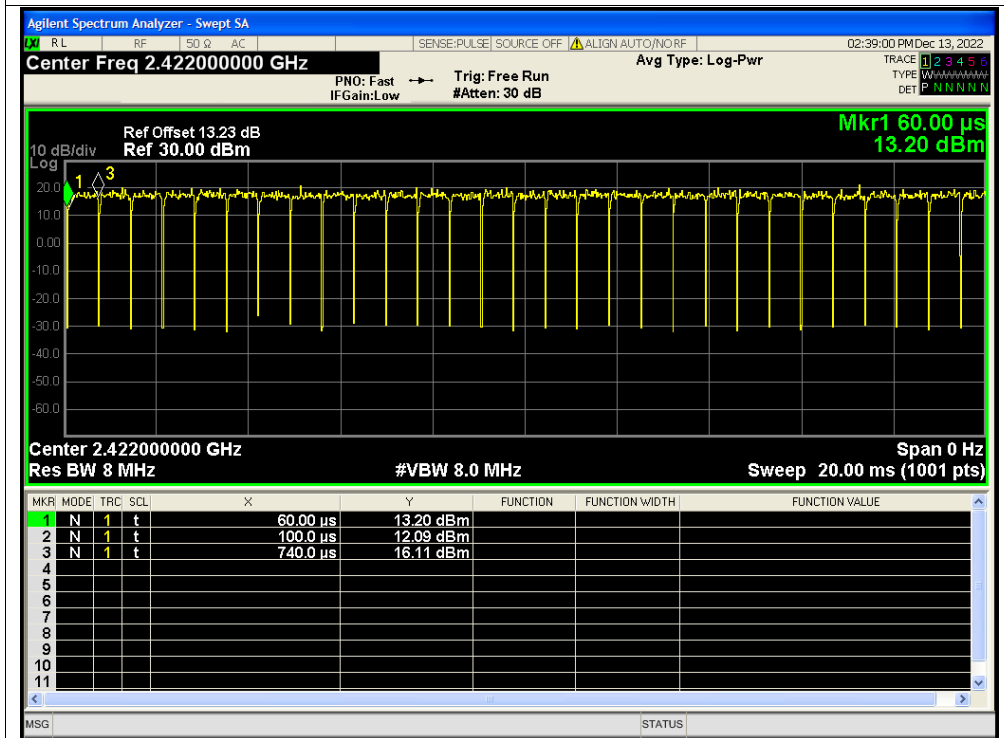 Agilent Spectrum Analyzer - Swept SA
LXI RL RF 50 Ω AC SENSE:PULSE SOURCE OFF ALIGN AUTO/NORF 02:39:00 PM Dec 13, 2022
Center Freq 2.422000000 GHz
PNO: Fast
IFGain:Low
Trig: Free Run
#Atten: 30 dB
Avg Type: Log-Pwr
TRACE 1 2 3 4 5 6
TYPE WWWWWW
DET P N N N N N
Ref Offset 13.23 dB
10 dB/div Ref 30.00 dBm
Log
Mkr1 60.00 µs
13.20 dBm
1 3
20.0
10.0
0.00
-10.0
-20.0
-30.0
-40.0
-50.0
-60.0
Center 2.422000000 GHz Span 0 Hz
Res BW 8 MHz #VBW 8.0 MHz Sweep 20.00 ms (1001 pts)
MKR MODE TRC SCL X Y FUNCTION FUNCTION WIDTH FUNCTION VALUE
1 N 1 t 60.00 µs 13.20 dBm
2 N 1 t 100.0 µs 12.09 dBm
3 N 1 t 740.0 µs 16.11 dBm
4
5
6
7
8
9
10
11
MSG STATUS